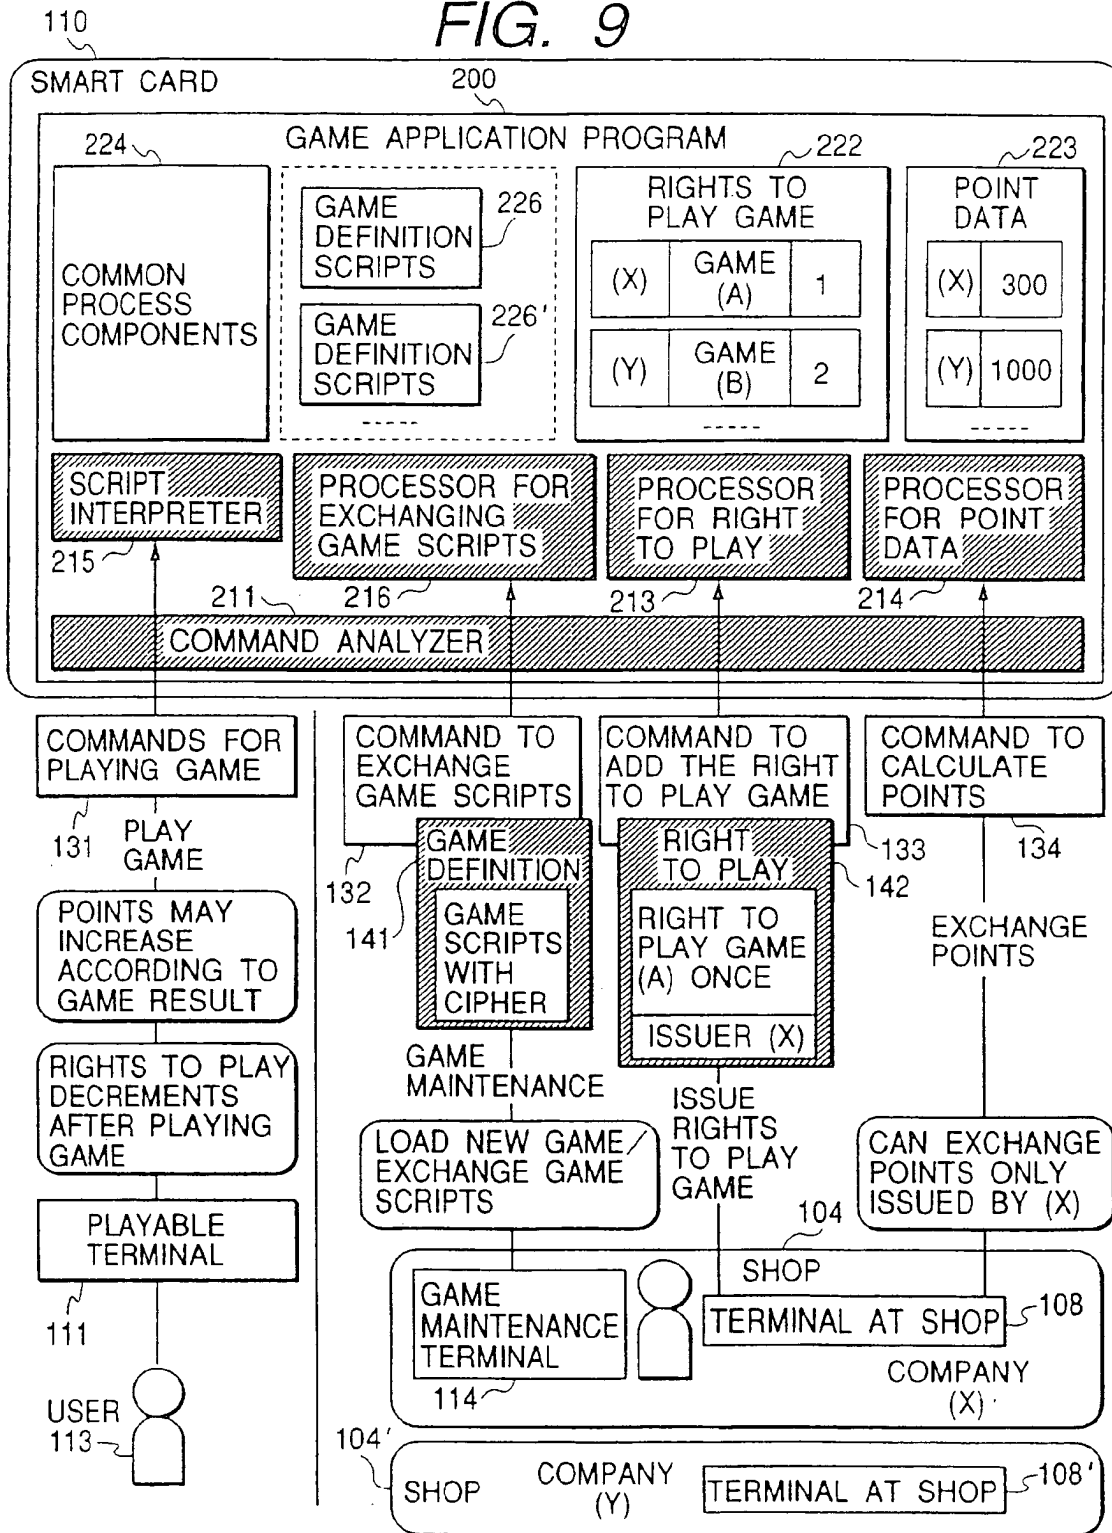 FIG. 9
110
SMART CARD
200
GAME APPLICATION PROGRAM
224
222
223
COMMON
PROCESS
COMPONENTS
GAME
DEFINITION
SCRIPTS
226
GAME
DEFINITION
SCRIPTS
226'
-----
RIGHTS TO
PLAY GAME
(X) GAME (A) 1
(Y) GAME (B) 2
-----
POINT
DATA
(X) 300
(Y) 1000
-----
SCRIPT
INTERPRETER
215
PROCESSOR FOR
EXCHANGING
GAME SCRIPTS
216
PROCESSOR
FOR RIGHT
TO PLAY
213
PROCESSOR
FOR POINT
DATA
214
211
COMMAND ANALYZER
COMMANDS FOR
PLAYING GAME
131
PLAY
GAME
POINTS MAY
INCREASE
ACCORDING TO
GAME RESULT
RIGHTS TO PLAY
DECREMENTS
AFTER PLAYING
GAME
PLAYABLE
TERMINAL
111
USER
113
COMMAND TO
EXCHANGE
GAME SCRIPTS
132
GAME
DEFINITION
141
GAME
SCRIPTS
WITH
CIPHER
GAME
MAINTENANCE
LOAD NEW GAME/
EXCHANGE GAME
SCRIPTS
COMMAND TO
ADD THE RIGHT
TO PLAY GAME
133
RIGHT
TO PLAY
142
RIGHT TO
PLAY GAME
(A) ONCE
ISSUER (X)
ISSUE
RIGHTS
TO PLAY
GAME
COMMAND TO
CALCULATE
POINTS
134
EXCHANGE
POINTS
CAN EXCHANGE
POINTS ONLY
ISSUED BY (X)
104
SHOP
GAME
MAINTENANCE
TERMINAL
114
TERMINAL AT SHOP
108
COMPANY
(X)
104'
SHOP
COMPANY
(Y)
TERMINAL AT SHOP
108'